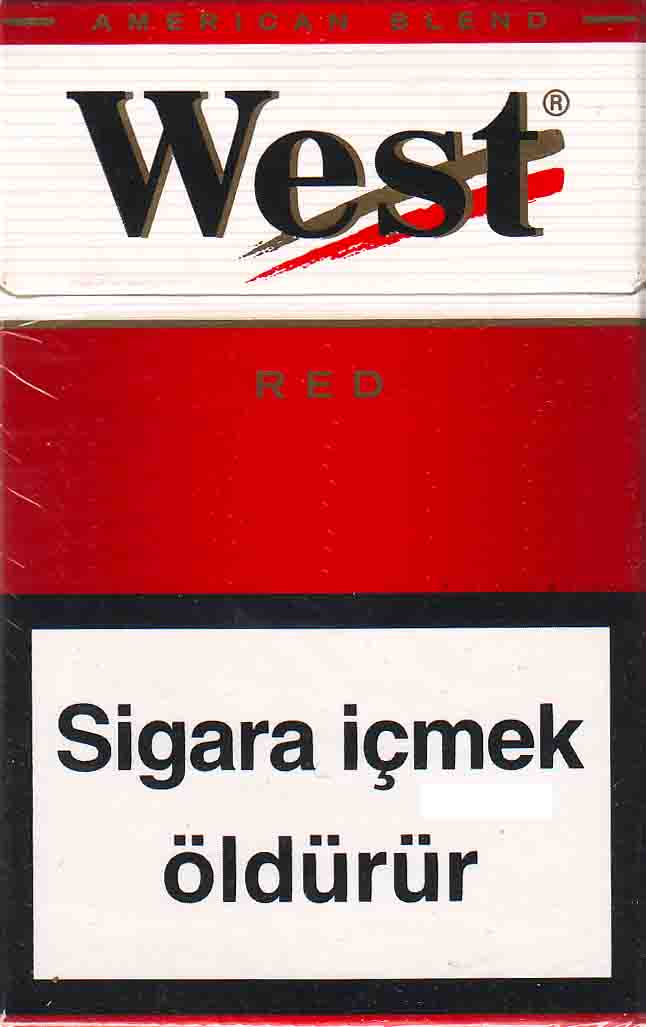 AMERICAN BLEND
West®
RED
Sigara içmek
öldürür